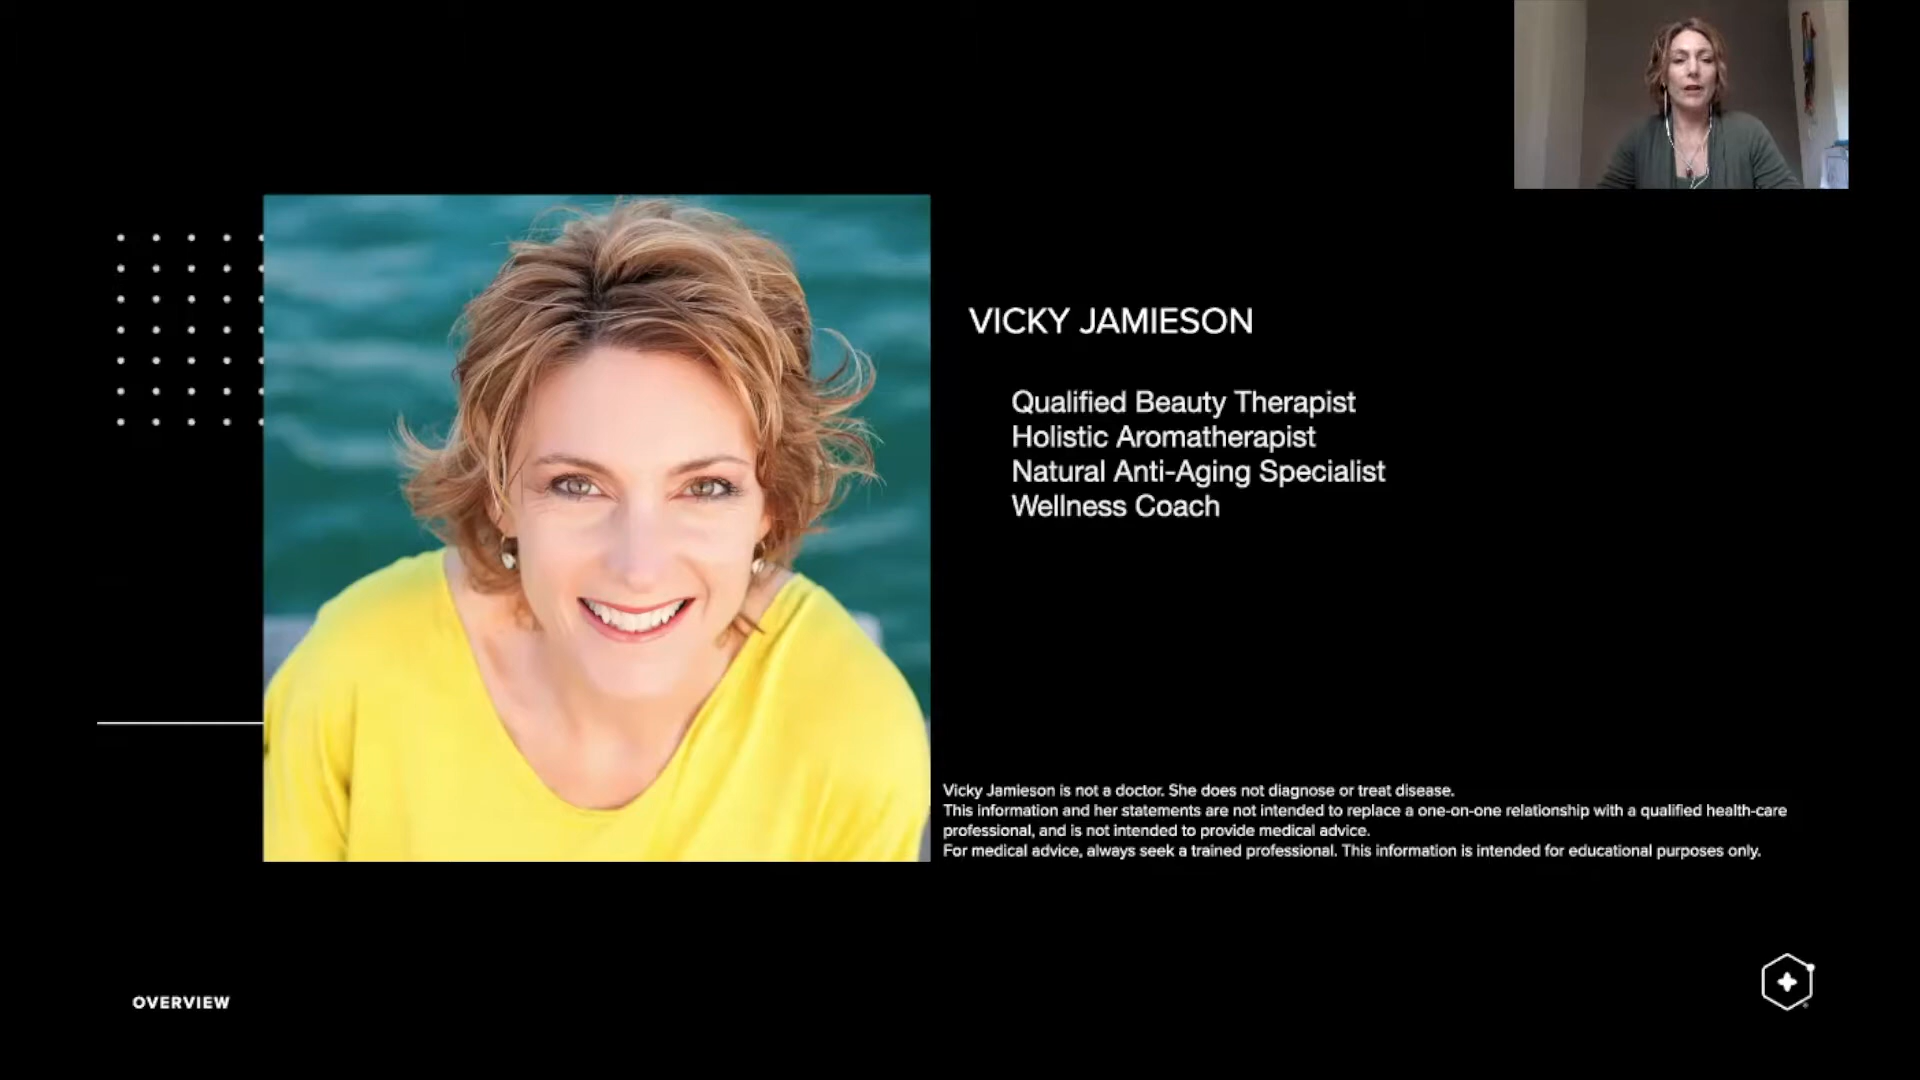 VICKY JAMIESON
Qualified Beauty Therapist
Holistic Aromatherapist
Natural Anti-Aging Specialist
Wellness Coach
Vicky Jamieson is not a doctor. She does not diagnose or treat disease.
This information and her statements are not intended to replace a one-on-one relationship with a qualified health-care
professional, and is not intended to provide medical advice.
For medical advice, always seek a trained professional. This information is intended for educational purposes only.
OVERVIEW